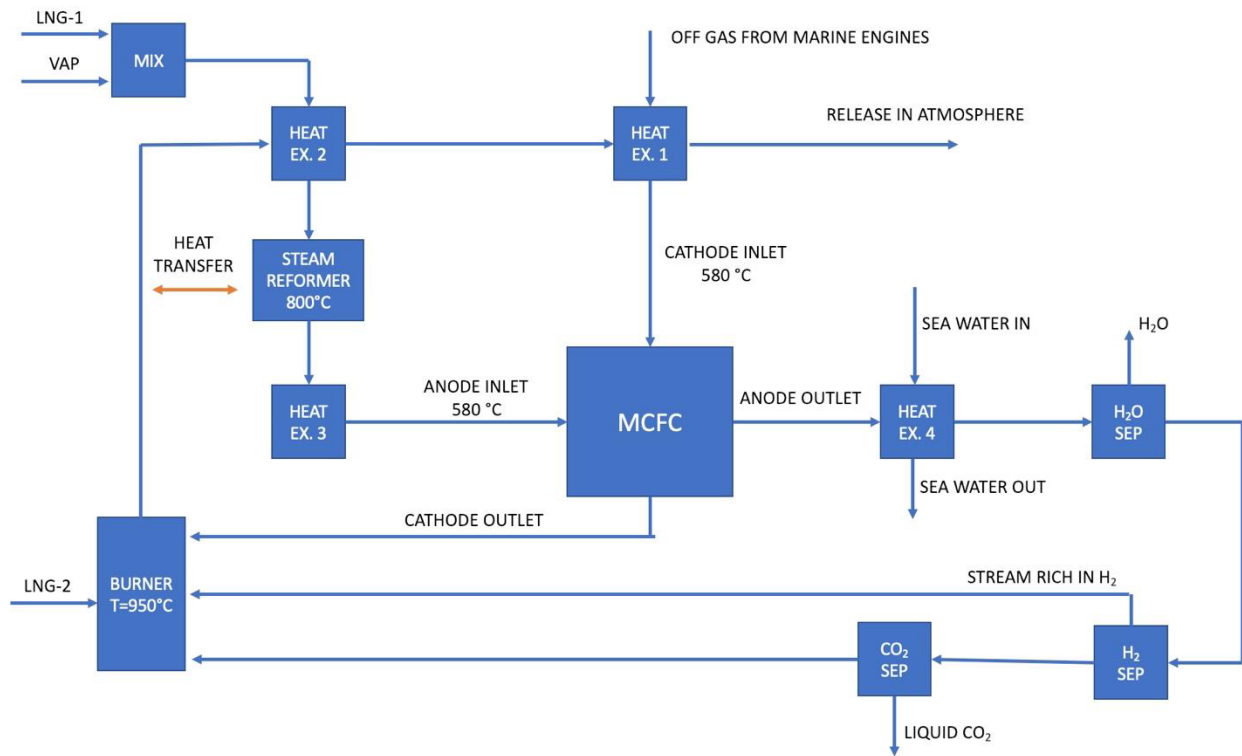 LNG-1
VAP
MIX
OFF GAS FROM MARINE ENGINES
HEAT
EX. 2
HEAT
EX. 1
RELEASE IN ATMOSPHERE
HEAT
TRANSFER
STEAM
REFORMER
800°C
CATHODE INLET
580 °C
SEA WATER IN
H₂O
HEAT
EX. 3
ANODE INLET
580 °C
MCFC
ANODE OUTLET
HEAT
EX. 4
H₂O
SEP
SEA WATER OUT
CATHODE OUTLET
LNG-2
BURNER
T=950°C
STREAM RICH IN H₂
CO₂
SEP
H₂
SEP
LIQUID CO₂